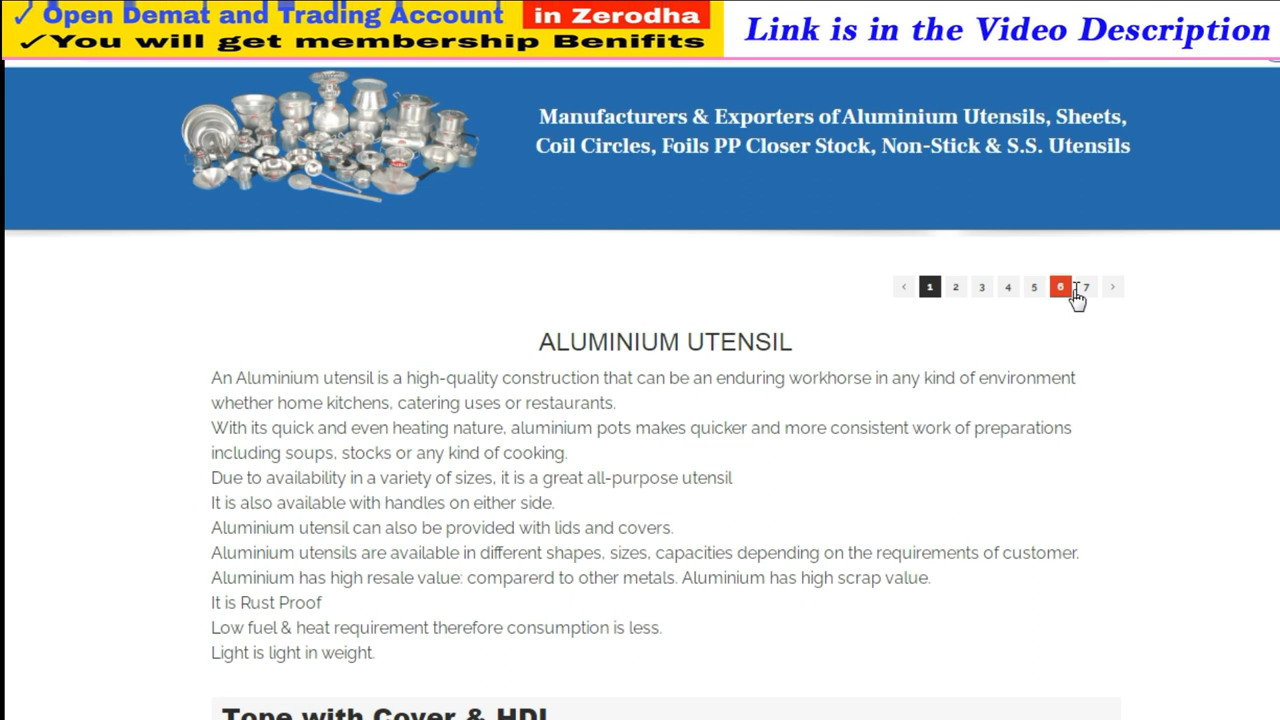 ✓ Open Demat and Trading Account in Zerodha
✓You will get membership Benifits
Link is in the Video Description
Manufacturers & Exporters of Aluminium Utensils, Sheets,
Coil Circles, Foils PP Closer Stock, Non-Stick & S.S. Utensils
‹ 1 2 3 4 5 6 7 ›
ALUMINIUM UTENSIL
An Aluminium utensil is a high-quality construction that can be an enduring workhorse in any kind of environment
whether home kitchens, catering uses or restaurants.
With its quick and even heating nature, aluminium pots makes quicker and more consistent work of preparations
including soups, stocks or any kind of cooking.
Due to availability in a variety of sizes, it is a great all-purpose utensil
It is also available with handles on either side.
Aluminium utensil can also be provided with lids and covers.
Aluminium utensils are available in different shapes, sizes, capacities depending on the requirements of customer.
Aluminium has high resale value: comparerd to other metals. Aluminium has high scrap value.
It is Rust Proof
Low fuel & heat requirement therefore consumption is less.
Light is light in weight.
Tope with Cover & HDL